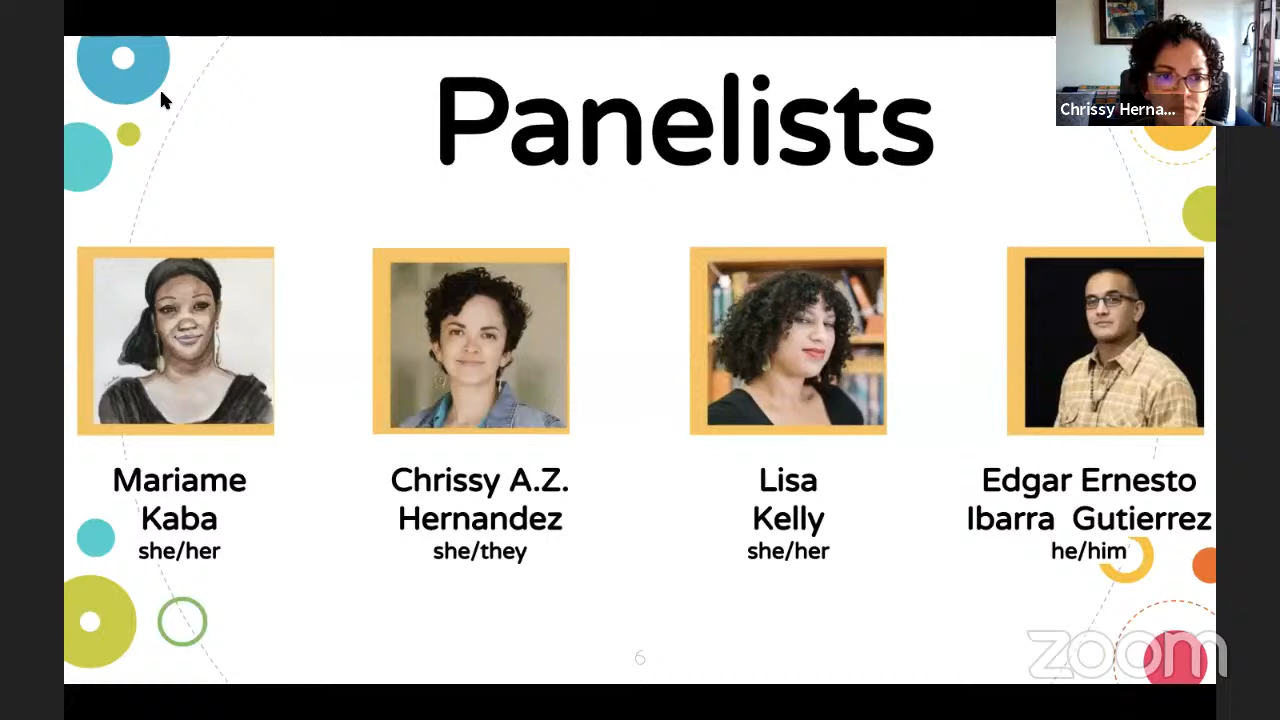 Panelists
Chrissy Herna...
Mariame
Kaba
she/her
Chrissy A.Z.
Hernandez
she/they
Lisa
Kelly
she/her
Edgar Ernesto
Ibarra Gutierrez
he/him
6
zoom